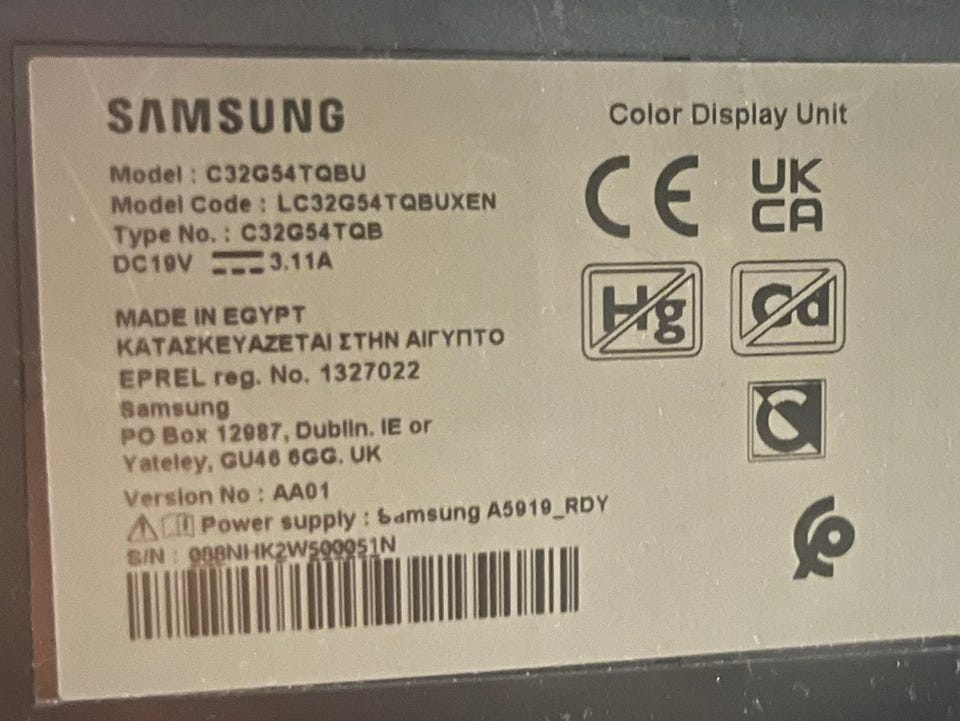 SAMSUNG
Color Display Unit
Model : C32G54TQBU
Model Code : LC32G54TQBUXEN
Type No. : C32G54TQB
DC19V 3.11A
CE
UK
CA
Hg
Cd
MADE IN EGYPT
ΚΑΤΑΣΚΕΥΑΖΕΤΑΙ ΣΤΗΝ ΑΙΓΥΠΤΟ
EPREL reg. No. 1327022
Samsung
PO Box 12987, Dublin. IE or
Yateley, GU46 6GG. UK
Version No : AA01
Power supply : Samsung A5919_RDY
S/N :